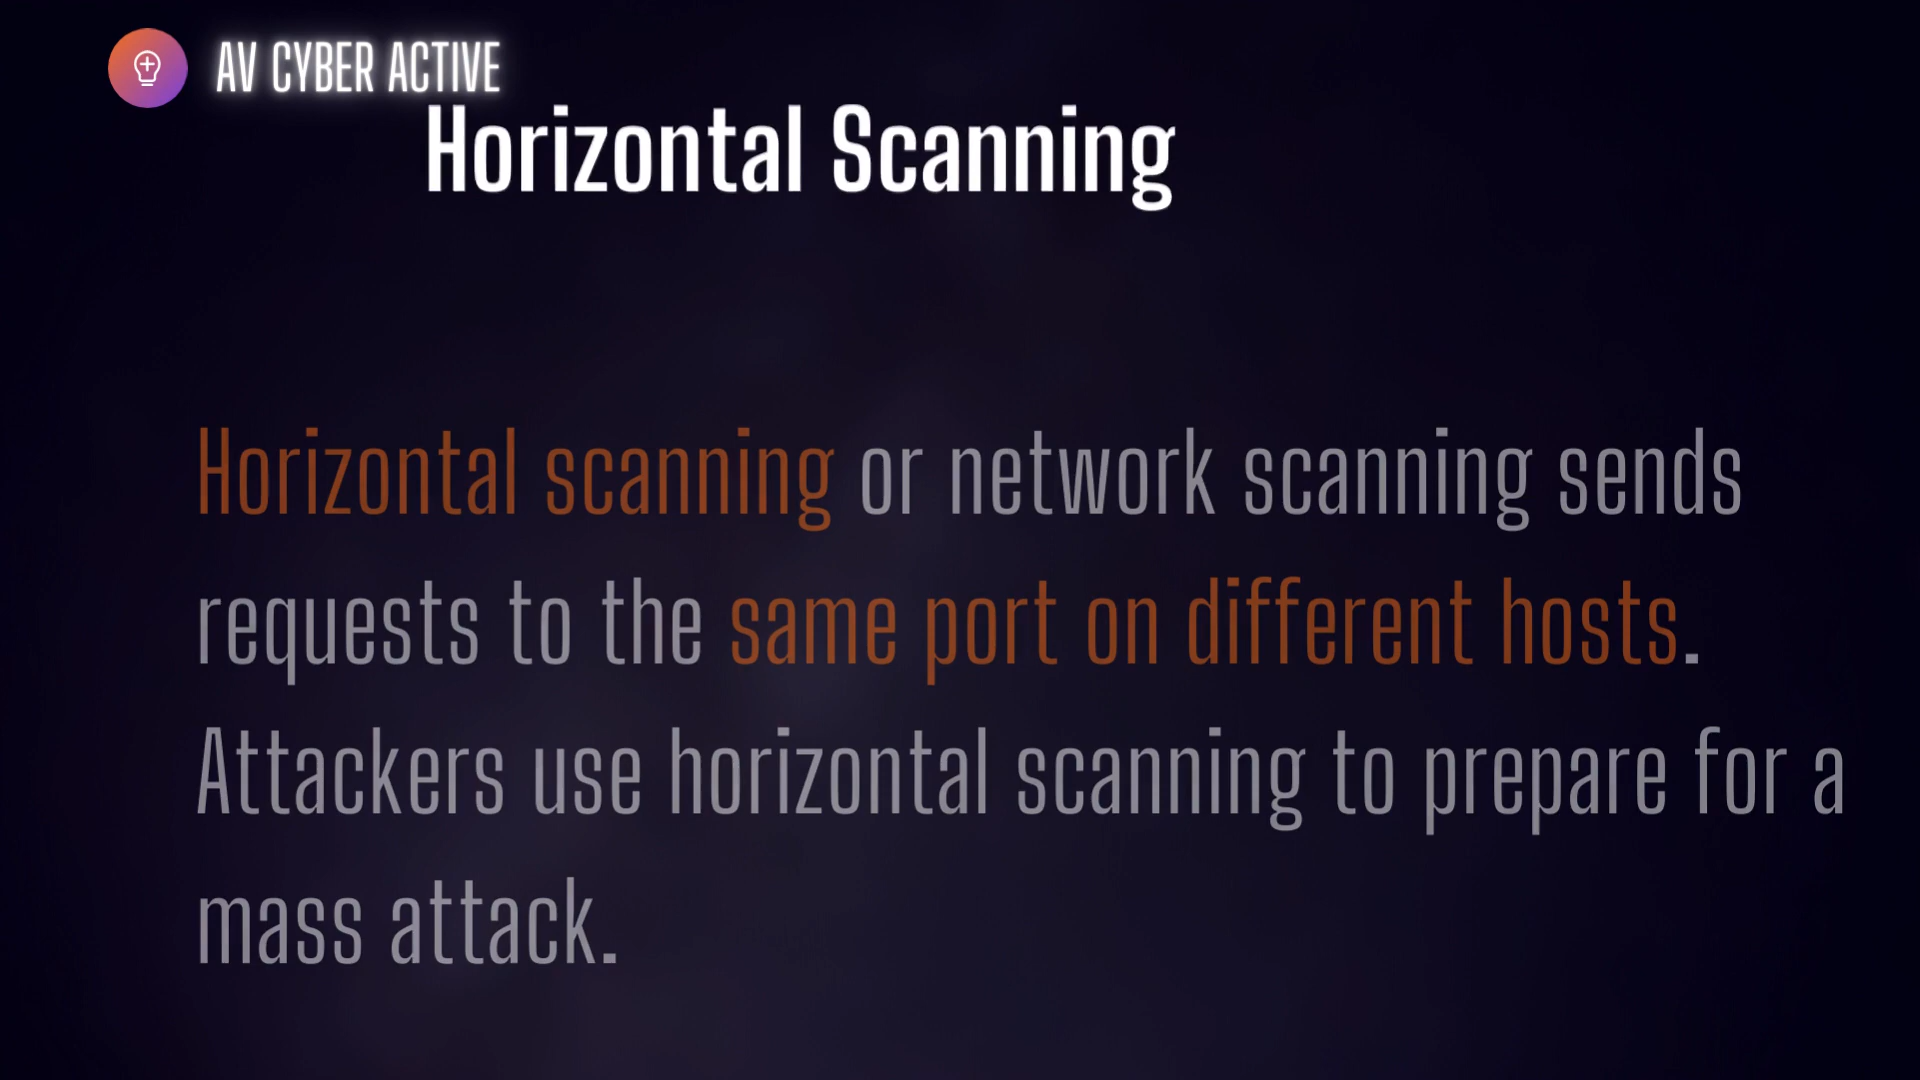 AV CYBER ACTIVE
Horizontal Scanning
Horizontal scanning or network scanning sends
requests to the same port on different hosts.
Attackers use horizontal scanning to prepare for a
mass attack.